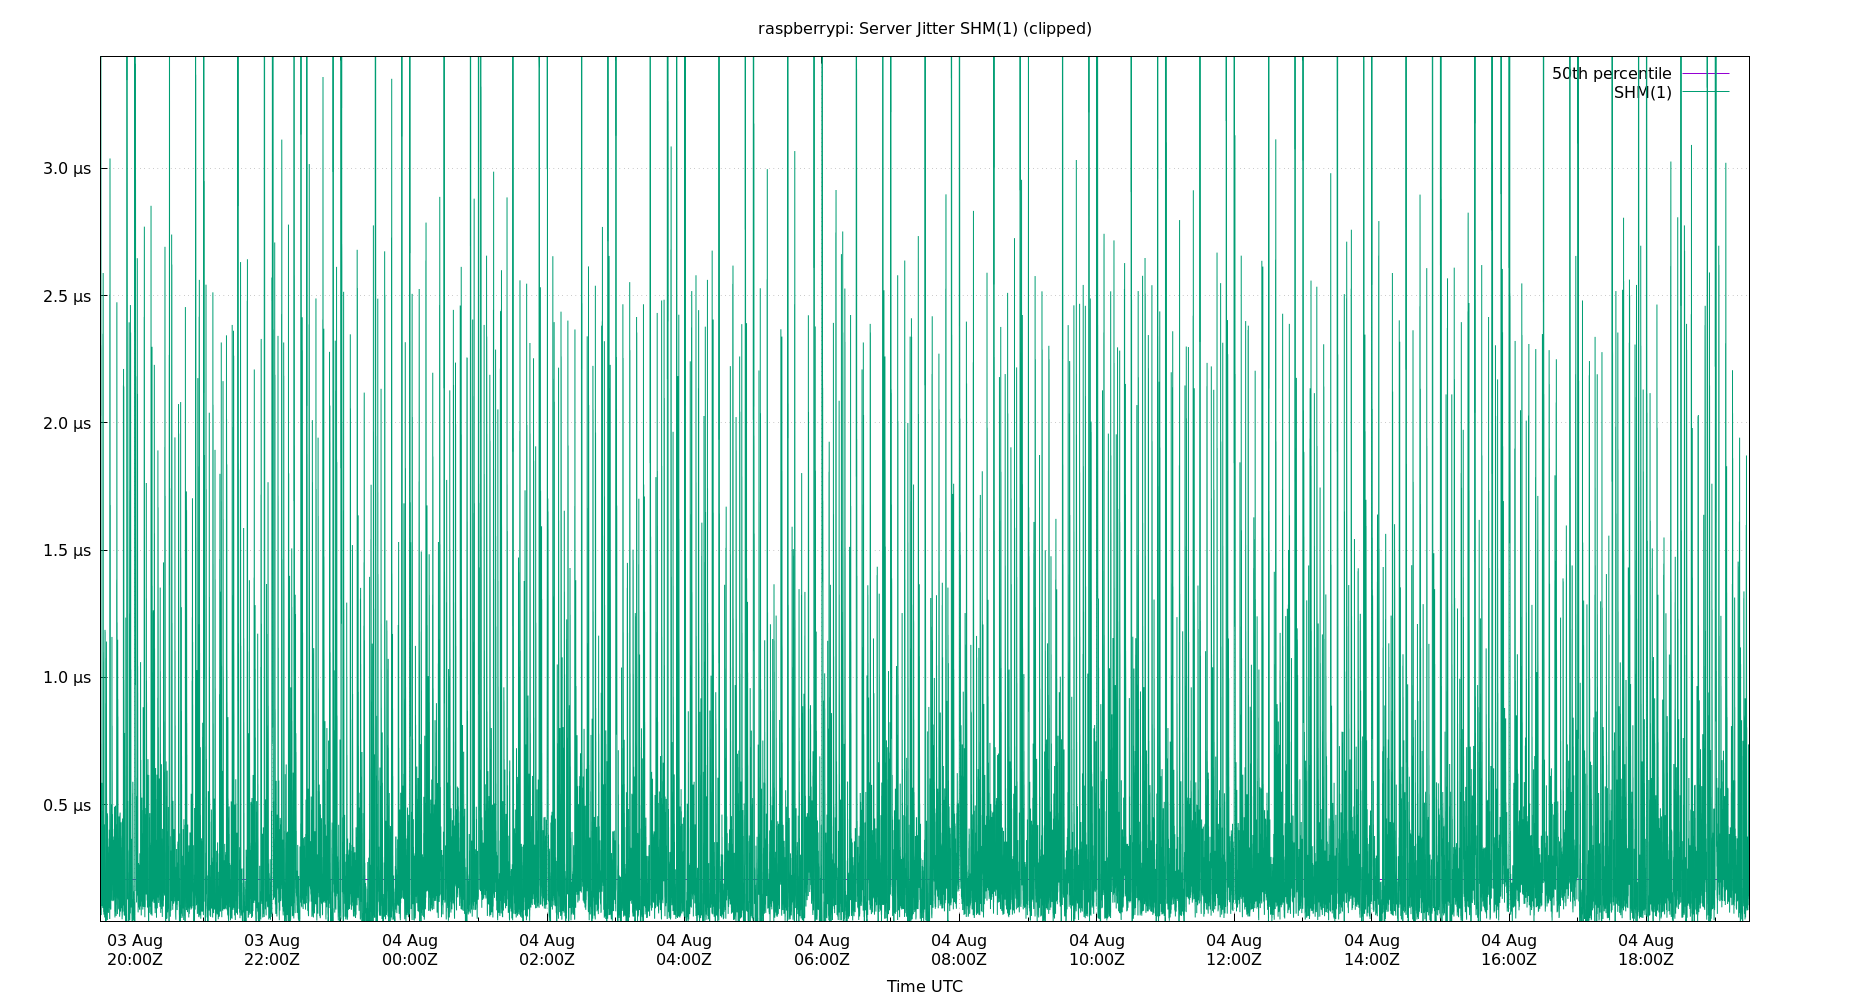 raspberrypi: Server Jitter SHM(1) (clipped)
50th percentile
SHM(1)
3.0 µs
2.5 µs
2.0 µs
1.5 µs
1.0 µs
0.5 µs
03 Aug 03 Aug 04 Aug 04 Aug 04 Aug 04 Aug 04 Aug 04 Aug 04 Aug 04 Aug 04 Aug 04 Aug
20:00Z 22:00Z 00:00Z 02:00Z 04:00Z 06:00Z 08:00Z 10:00Z 12:00Z 14:00Z 16:00Z 18:00Z
Time UTC